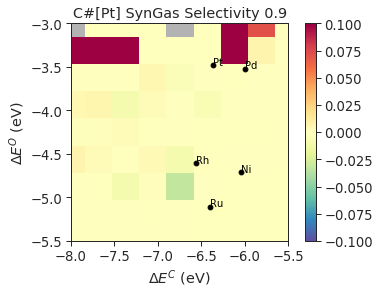 C#[Pt] SynGas Selectivity 0.9
−3.0
−3.5
−4.0
−4.5
−5.0
−5.5
ΔE^O (eV)
Pt
Pd
Rh
Ni
Ru
−8.0 −7.5 −7.0 −6.5 −6.0 −5.5
ΔE^C (eV)
0.100
0.075
0.050
0.025
0.000
−0.025
−0.050
−0.075
−0.100